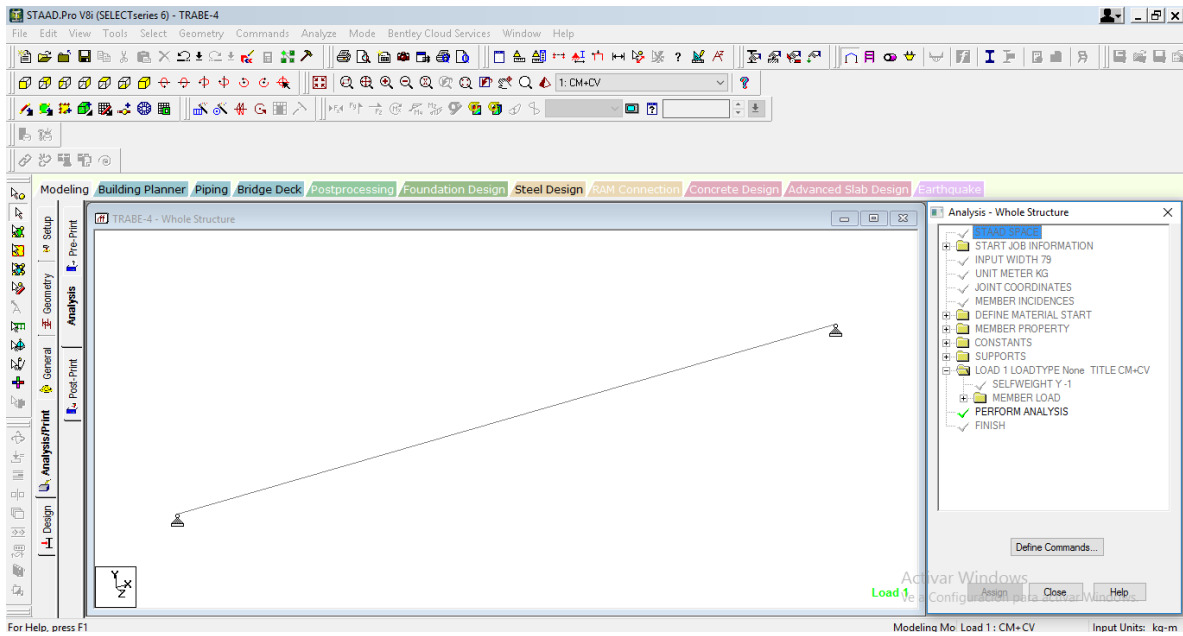 STAAD.Pro V8i (SELECTseries 6) - TRABE-4
File Edit View Tools Select Geometry Commands Analyze Mode Bentley Cloud Services Window Help
1: CM+CV
Modeling Building Planner Piping Bridge Deck Postprocessing Foundation Design Steel Design RAM Connection Concrete Design Advanced Slab Design Earthquake
Setup
Geometry
General
Analysis/Print
Design
Pre-Print
Analysis
Post-Print
TRABE-4 - Whole Structure
Y
X
Z
Load 1
Analysis - Whole Structure
STAAD SPACE
START JOB INFORMATION
INPUT WIDTH 79
UNIT METER KG
JOINT COORDINATES
MEMBER INCIDENCES
DEFINE MATERIAL START
MEMBER PROPERTY
CONSTANTS
SUPPORTS
LOAD 1 LOADTYPE None TITLE CM+CV
SELFWEIGHT Y -1
MEMBER LOAD
PERFORM ANALYSIS
FINISH
Define Commands...
Activar Windows
Ve a Configuración para activar Windows.
Assign Close Help
For Help, press F1
Modeling Mo Load 1 : CM+CV Input Units: kg-m